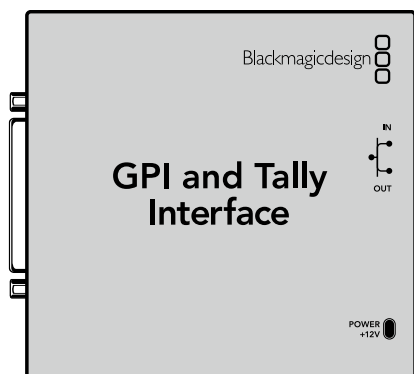 Blackmagicdesign
IN
OUT
GPI and Tally
Interface
POWER
+12V